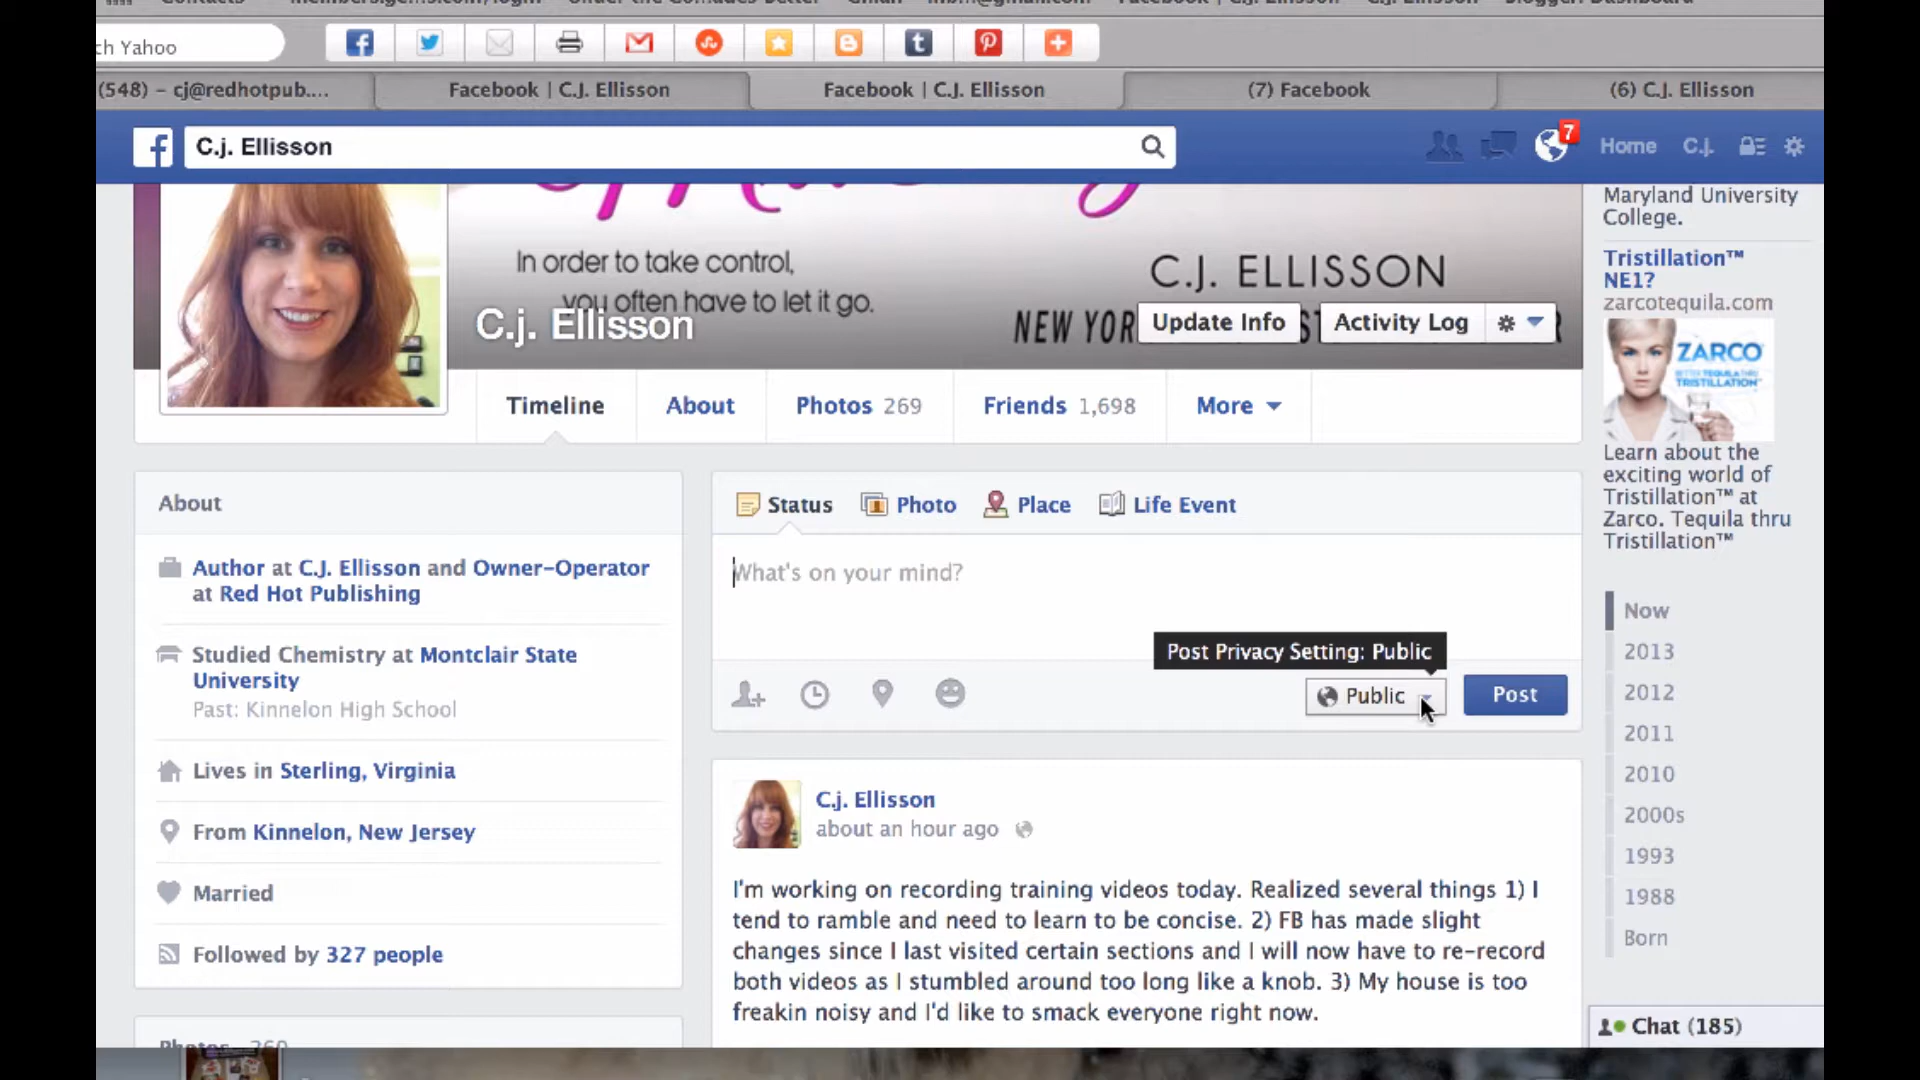 ch Yahoo
(548) – cj@redhotpub....
Facebook | C.J. Ellisson
Facebook | C.J. Ellisson
(7) Facebook
(6) C.J. Ellisson
C.j. Ellisson
7
Home
C.j.
In order to take control,
you often have to let it go.
C.J. ELLISSON
NEW YOR
C.j. Ellisson
Update Info
Activity Log
Timeline
About
Photos 269
Friends 1,698
More
About
Author at C.J. Ellisson and Owner-Operator
at Red Hot Publishing
Studied Chemistry at Montclair State
University
Past: Kinnelon High School
Lives in Sterling, Virginia
From Kinnelon, New Jersey
Married
Followed by 327 people
Photos · 269
Status
Photo
Place
Life Event
What's on your mind?
Post Privacy Setting: Public
Public
Post
C.j. Ellisson
about an hour ago
I'm working on recording training videos today. Realized several things 1) I
tend to ramble and need to learn to be concise. 2) FB has made slight
changes since I last visited certain sections and I will now have to re-record
both videos as I stumbled around too long like a knob. 3) My house is too
freakin noisy and I'd like to smack everyone right now.
Maryland University
College.
Tristillation™
NE1?
zarcotequila.com
ZARCO
BETTER TEQUILA THRU
TRISTILLATION™
Learn about the
exciting world of
Tristillation™ at
Zarco. Tequila thru
Tristillation™
Now
2013
2012
2011
2010
2000s
1993
1988
Born
Chat (185)